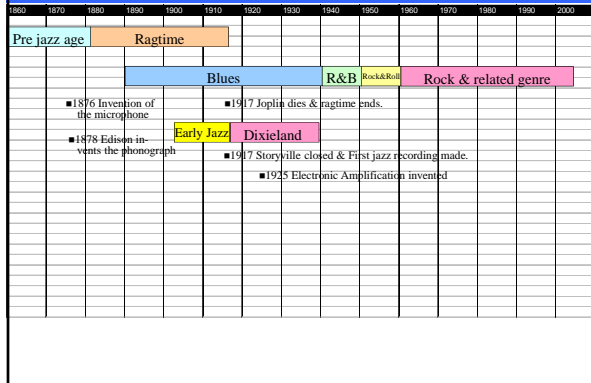 1860 1870 1880 1890 1900 1910 1920 1930 1940 1950 1960 1970 1980 1990 2000
Pre jazz age Ragtime
Blues R&B Rock&Roll Rock & related genre
■1876 Invention of
the microphone
■1917 Joplin dies & ragtime ends.
Early Jazz Dixieland
■1878 Edison in-
vents the phonograph
■1917 Storyville closed & First jazz recording made.
■1925 Electronic Amplification invented